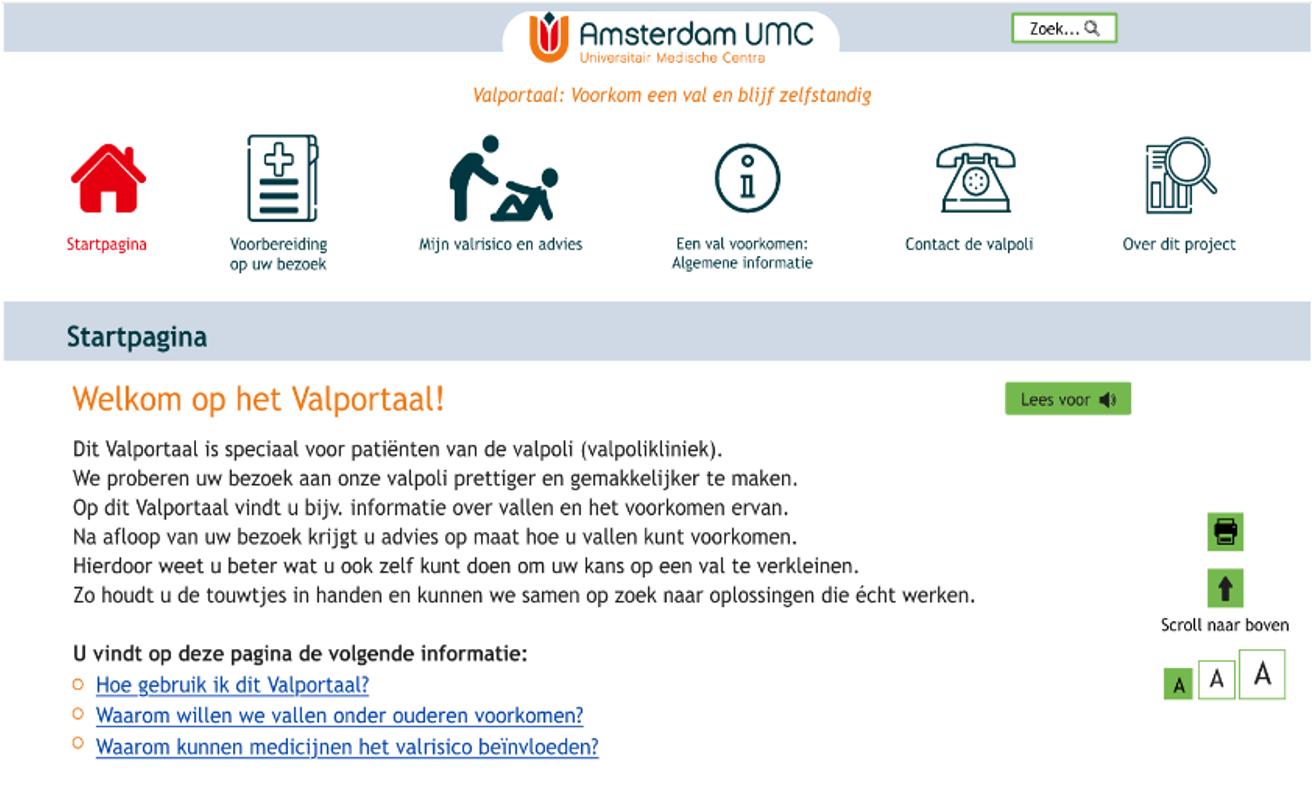 Amsterdam UMC
Universitair Medische Centra
Zoek...
Valportaal: Voorkom een val en blijf zelfstandig
Startpagina
Voorbereiding
op uw bezoek
Mijn valrisico en advies
Een val voorkomen:
Algemene informatie
Contact de valpoli
Over dit project
Startpagina
Welkom op het Valportaal!
Lees voor
Dit Valportaal is speciaal voor patiënten van de valpoli (valpolikliniek).
We proberen uw bezoek aan onze valpoli prettiger en gemakkelijker te maken.
Op dit Valportaal vindt u bijv. informatie over vallen en het voorkomen ervan.
Na afloop van uw bezoek krijgt u advies op maat hoe u vallen kunt voorkomen.
Hierdoor weet u beter wat u ook zelf kunt doen om uw kans op een val te verkleinen.
Zo houdt u de touwtjes in handen en kunnen we samen op zoek naar oplossingen die écht werken.
Scroll naar boven
A A A
U vindt op deze pagina de volgende informatie:
Hoe gebruik ik dit Valportaal?
Waarom willen we vallen onder ouderen voorkomen?
Waarom kunnen medicijnen het valrisico beïnvloeden?